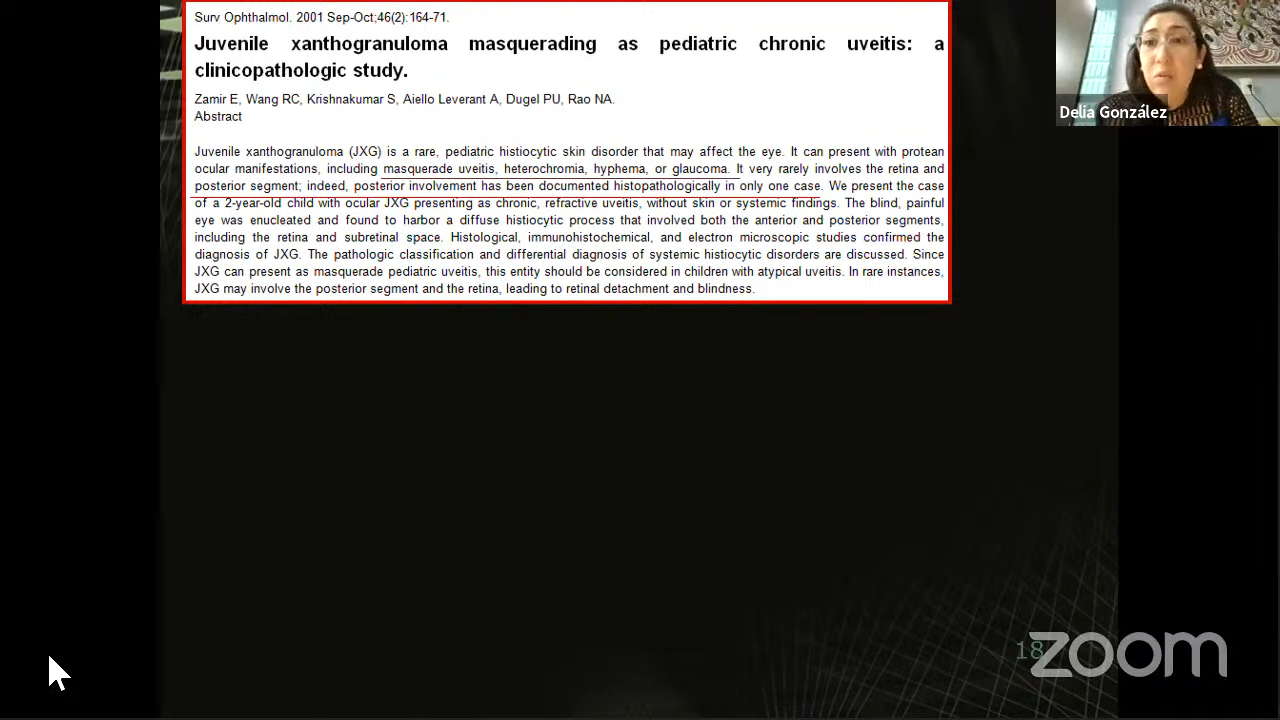 Surv Ophthalmol. 2001 Sep-Oct;46(2):164-71.
Juvenile xanthogranuloma masquerading as pediatric chronic uveitis: a
clinicopathologic study.
Zamir E, Wang RC, Krishnakumar S, Aiello Leverant A, Dugel PU, Rao NA.
Abstract
Juvenile xanthogranuloma (JXG) is a rare, pediatric histiocytic skin disorder that may affect the eye. It can present with protean
ocular manifestations, including masquerade uveitis, heterochromia, hyphema, or glaucoma. It very rarely involves the retina and
posterior segment; indeed, posterior involvement has been documented histopathologically in only one case. We present the case
of a 2-year-old child with ocular JXG presenting as chronic, refractive uveitis, without skin or systemic findings. The blind, painful
eye was enucleated and found to harbor a diffuse histiocytic process that involved both the anterior and posterior segments,
including the retina and subretinal space. Histological, immunohistochemical, and electron microscopic studies confirmed the
diagnosis of JXG. The pathologic classification and differential diagnosis of systemic histiocytic disorders are discussed. Since
JXG can present as masquerade pediatric uveitis, this entity should be considered in children with atypical uveitis. In rare instances,
JXG may involve the posterior segment and the retina, leading to retinal detachment and blindness.
Delia González
18
zoom